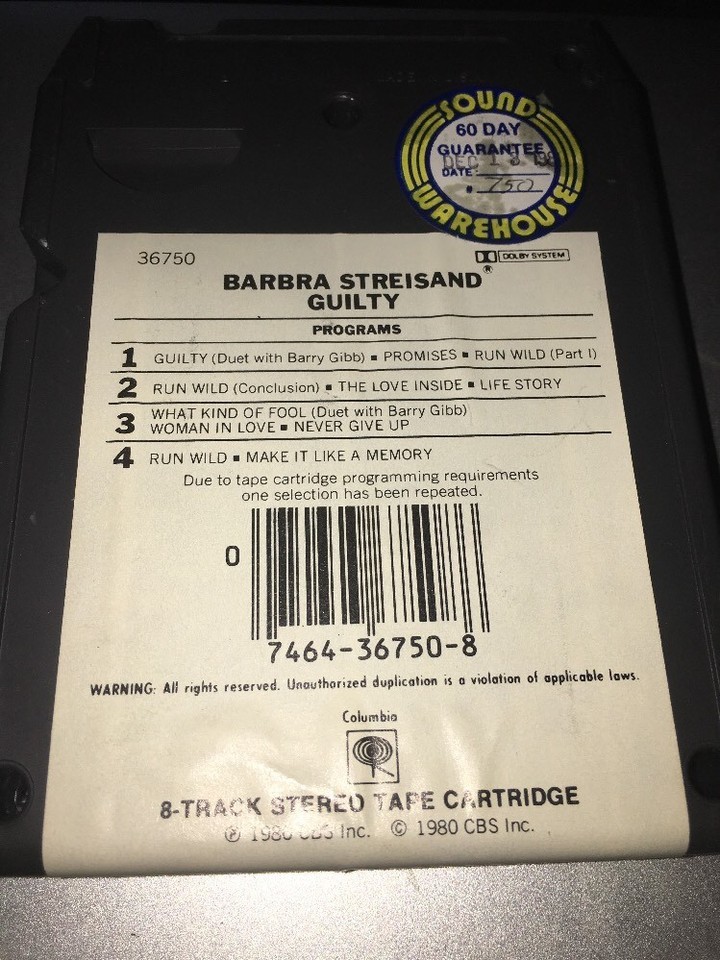 SOUND
60 DAY
GUARANTEE
DEC 13 198
DATE
750
WAREHOUSE
36750
DOLBY SYSTEM
®
BARBRA STREISAND
GUILTY
PROGRAMS
1 GUILTY (Duet with Barry Gibb) ■ PROMISES ■ RUN WILD (Part I)
2 RUN WILD (Conclusion) ■ THE LOVE INSIDE ■ LIFE STORY
3 WHAT KIND OF FOOL (Duet with Barry Gibb)
WOMAN IN LOVE ■ NEVER GIVE UP
4 RUN WILD ■ MAKE IT LIKE A MEMORY
Due to tape cartridge programming requirements
one selection has been repeated.
0
7464-36750-8
WARNING: All rights reserved. Unauthorized duplication is a violation of applicable laws.
Columbia
8-TRACK STEREO TAPE CARTRIDGE
℗ 1980 CBS Inc. © 1980 CBS Inc.